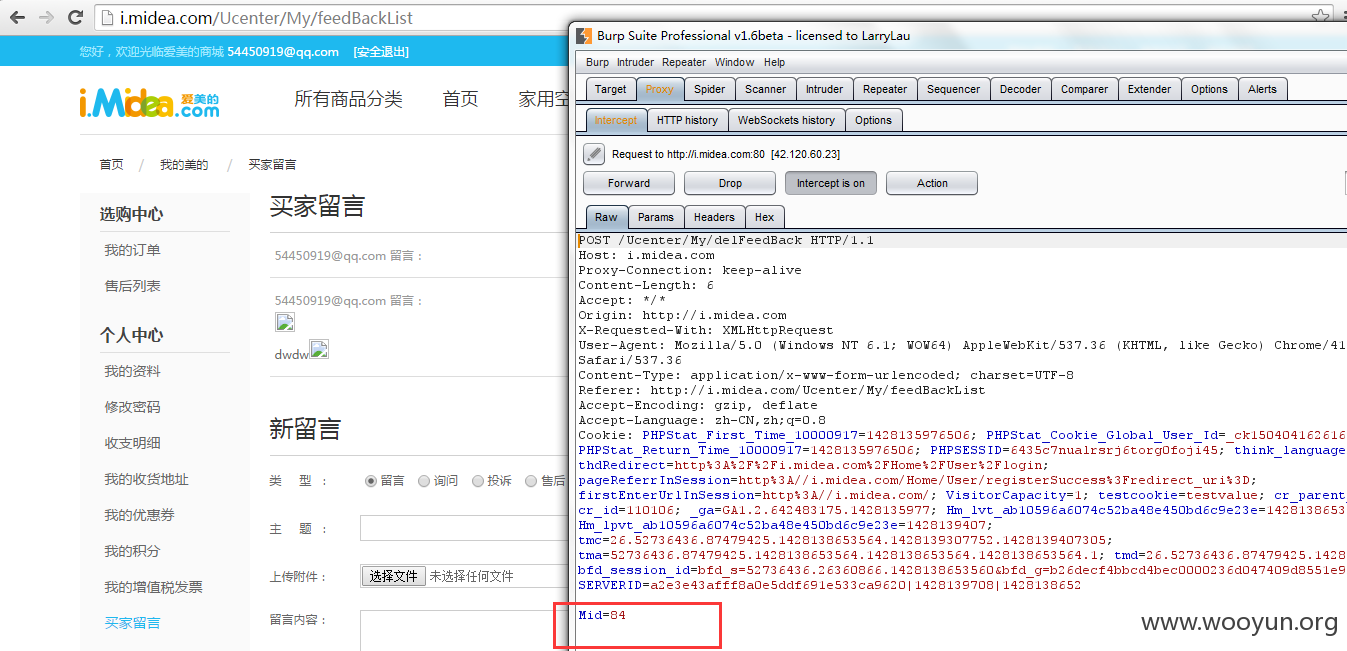 i.midea.com/Ucenter/My/feedBackList
您好，欢迎光临爱美的商城 54450919@qq.com [安全退出]
i.Midea 爱美的 .com
所有商品分类 首页 家用空
首页 / 我的美的 / 买家留言
选购中心
我的订单
售后列表
个人中心
我的资料
修改密码
收支明细
我的收货地址
我的优惠券
我的积分
我的增值税发票
买家留言
买家留言
54450919@qq.com 留言：
54450919@qq.com 留言：
dwdw
新留言
类 型： 留言 询问 投诉 售后
主 题：
上传附件： 选择文件 未选择任何文件
留言内容：
Burp Suite Professional v1.6beta - licensed to LarryLau
Burp Intruder Repeater Window Help
Target Proxy Spider Scanner Intruder Repeater Sequencer Decoder Comparer Extender Options Alerts
Intercept HTTP history WebSockets history Options
Request to http://i.midea.com:80 [42.120.60.23]
Forward Drop Intercept is on Action
Raw Params Headers Hex
POST /Ucenter/My/delFeedBack HTTP/1.1
Host: i.midea.com
Proxy-Connection: keep-alive
Content-Length: 6
Accept: */*
Origin: http://i.midea.com
X-Requested-With: XMLHttpRequest
User-Agent: Mozilla/5.0 (Windows NT 6.1; WOW64) AppleWebKit/537.36 (KHTML, like Gecko) Chrome/41
Safari/537.36
Content-Type: application/x-www-form-urlencoded; charset=UTF-8
Referer: http://i.midea.com/Ucenter/My/feedBackList
Accept-Encoding: gzip, deflate
Accept-Language: zh-CN,zh;q=0.8
Cookie: PHPStat_First_Time_10000917=1428135976506; PHPStat_Cookie_Global_User_Id=_ck150404162616
PHPStat_Return_Time_10000917=1428135976506; PHPSESSID=6435c7nualrsrj6torg0foji45; think_language
thdRedirect=http%3A%2F%2Fi.midea.com%2FHome%2FUser%2Flogin;
pageReferrInSession=http%3A//i.midea.com/Home/User/registerSuccess%3Fredirect_uri%3D;
firstEnterUrlInSession=http%3A//i.midea.com/; VisitorCapacity=1; testcookie=testvalue; cr_parent_
cr_id=110106; _ga=GA1.2.642483175.1428135977; Hm_lvt_ab10596a6074c52ba48e450bd6c9e23e=1428138653
Hm_lpvt_ab10596a6074c52ba48e450bd6c9e23e=1428139407;
tmc=26.52736436.87479425.1428138653564.1428139307752.1428139407305;
tma=52736436.87479425.1428138653564.1428138653564.1428138653564.1; tmd=26.52736436.87479425.1428
bfd_session_id=bfd_s=52736436.26360866.1428138653560&bfd_g=b26decf4bbcd4bec0000236d047409d8551e9
SERVERID=a2e3e43afff8a0e5ddf691e533ca9620|1428139708|1428138652
Mid=84
www.wooyun.org